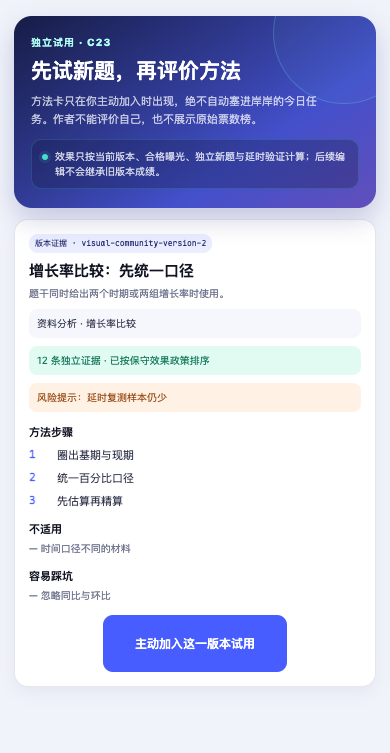 独立试用 · C23
先试新题，再评价方法
方法卡只在你主动加入时出现，绝不自动塞进岸岸的今日任
务。作者不能评价自己，也不展示原始票数榜。
效果只按当前版本、合格曝光、独立新题与延时验证计算；后续编
辑不会继承旧版本成绩。
版本证据 · visual-community-version-2
增长率比较：先统一口径
题干同时给出两个时期或两组增长率时使用。
资料分析 · 增长率比较
12 条独立证据 · 已按保守效果政策排序
风险提示：延时复测样本仍少
方法步骤
1 圈出基期与现期
2 统一百分比口径
3 先估算再精算
不适用
— 时间口径不同的材料
容易踩坑
— 忽略同比与环比
主动加入这一版本试用